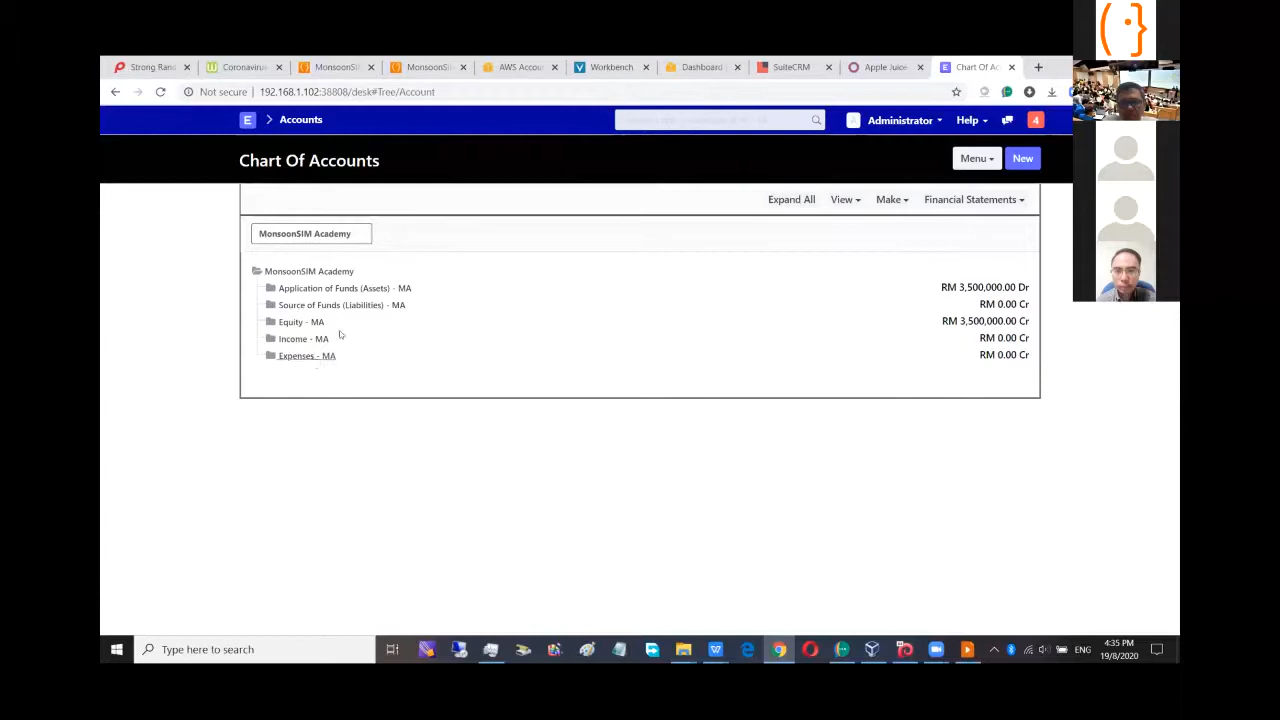 Strong Ran
Coronavirus
MonsoonSI
MonsoonSI
AWS Accou
Workbench
Dashboard
SuiteCRM
Apple Juice
Chart Of Ac
Not secure
192.168.1.102:38808/desk#Tree/Account
E
Accounts
A
Administrator
Help
4
Chart Of Accounts
Menu
New
Expand All
View
Make
Financial Statements
MonsoonSIM Academy
MonsoonSIM Academy
Application of Funds (Assets) - MA
RM 3,500,000.00 Dr
Source of Funds (Liabilities) - MA
RM 0.00 Cr
Equity - MA
RM 3,500,000.00 Cr
Income - MA
RM 0.00 Cr
Expenses - MA
RM 0.00 Cr
Type here to search
ENG
4:35 PM
19/8/2020